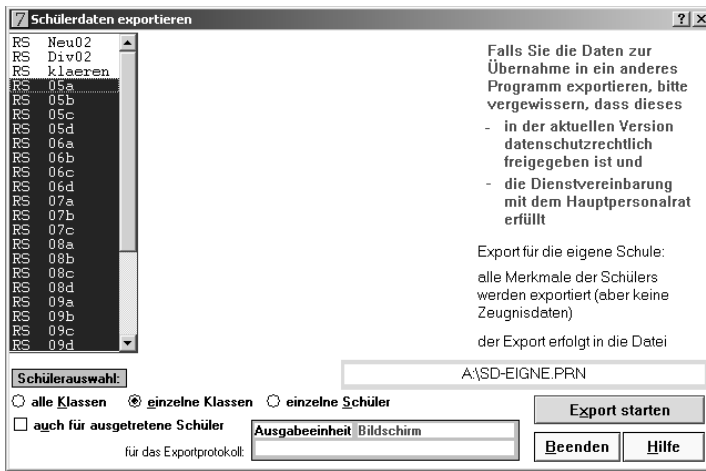 7 Schülerdaten exportieren ? X
RS Neu02
RS Div02
RS klaeren
RS 05a
RS 05b
RS 05c
RS 05d
RS 06a
RS 06b
RS 06c
RS 06d
RS 07a
RS 07b
RS 07c
RS 08a
RS 08b
RS 08c
RS 08d
RS 09a
RS 09b
RS 09c
RS 09d
Falls Sie die Daten zur
Übernahme in ein anderes
Programm exportieren, bitte
vergewissern, dass dieses
- in der aktuellen Version
datenschutzrechtlich
freigegeben ist und
- die Dienstvereinbarung
mit dem Hauptpersonalrat
erfüllt
Export für die eigene Schule:
alle Merkmale der Schülers
werden exportiert (aber keine
Zeugnisdaten)
der Export erfolgt in die Datei
A:\SD-EIGNE.PRN
Schülerauswahl:
alle Klassen einzelne Klassen einzelne Schüler
auch für ausgetretene Schüler
Ausgabeeinheit Bildschirm
für das Exportprotokoll:
Export starten
Beenden Hilfe